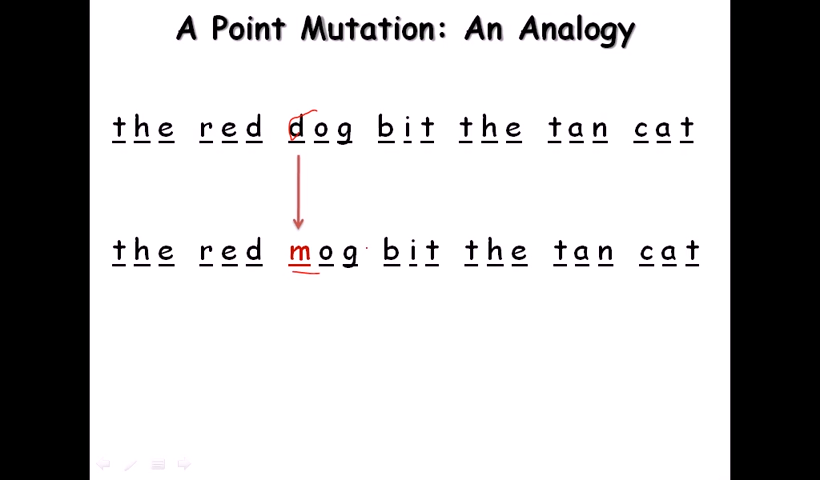 A Point Mutation: An Analogy
the red dog bit the tan cat
the red mog bit the tan cat